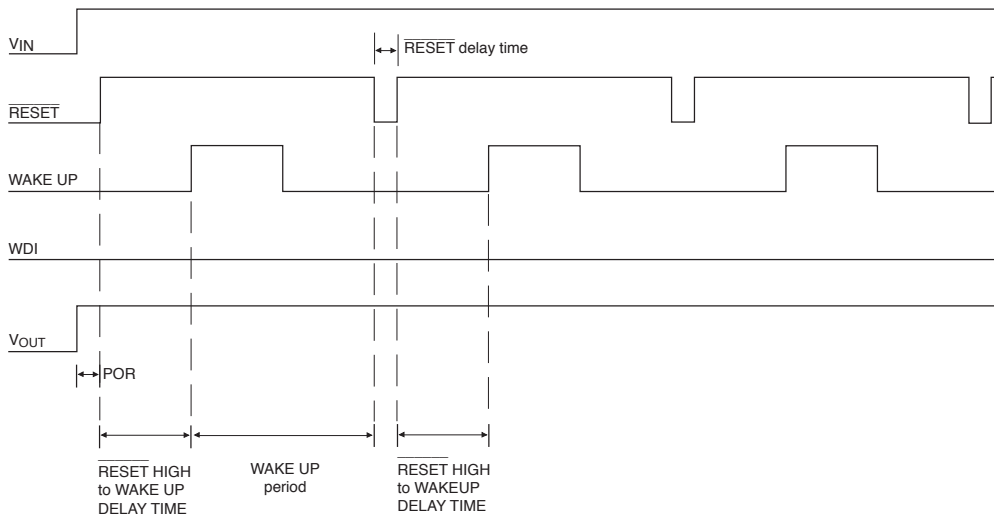 VIN
RESET delay time
RESET
WAKE UP
WDI
VOUT
POR
RESET HIGH
to WAKE UP
DELAY TIME
WAKE UP
period
RESET HIGH
to WAKEUP
DELAY TIME